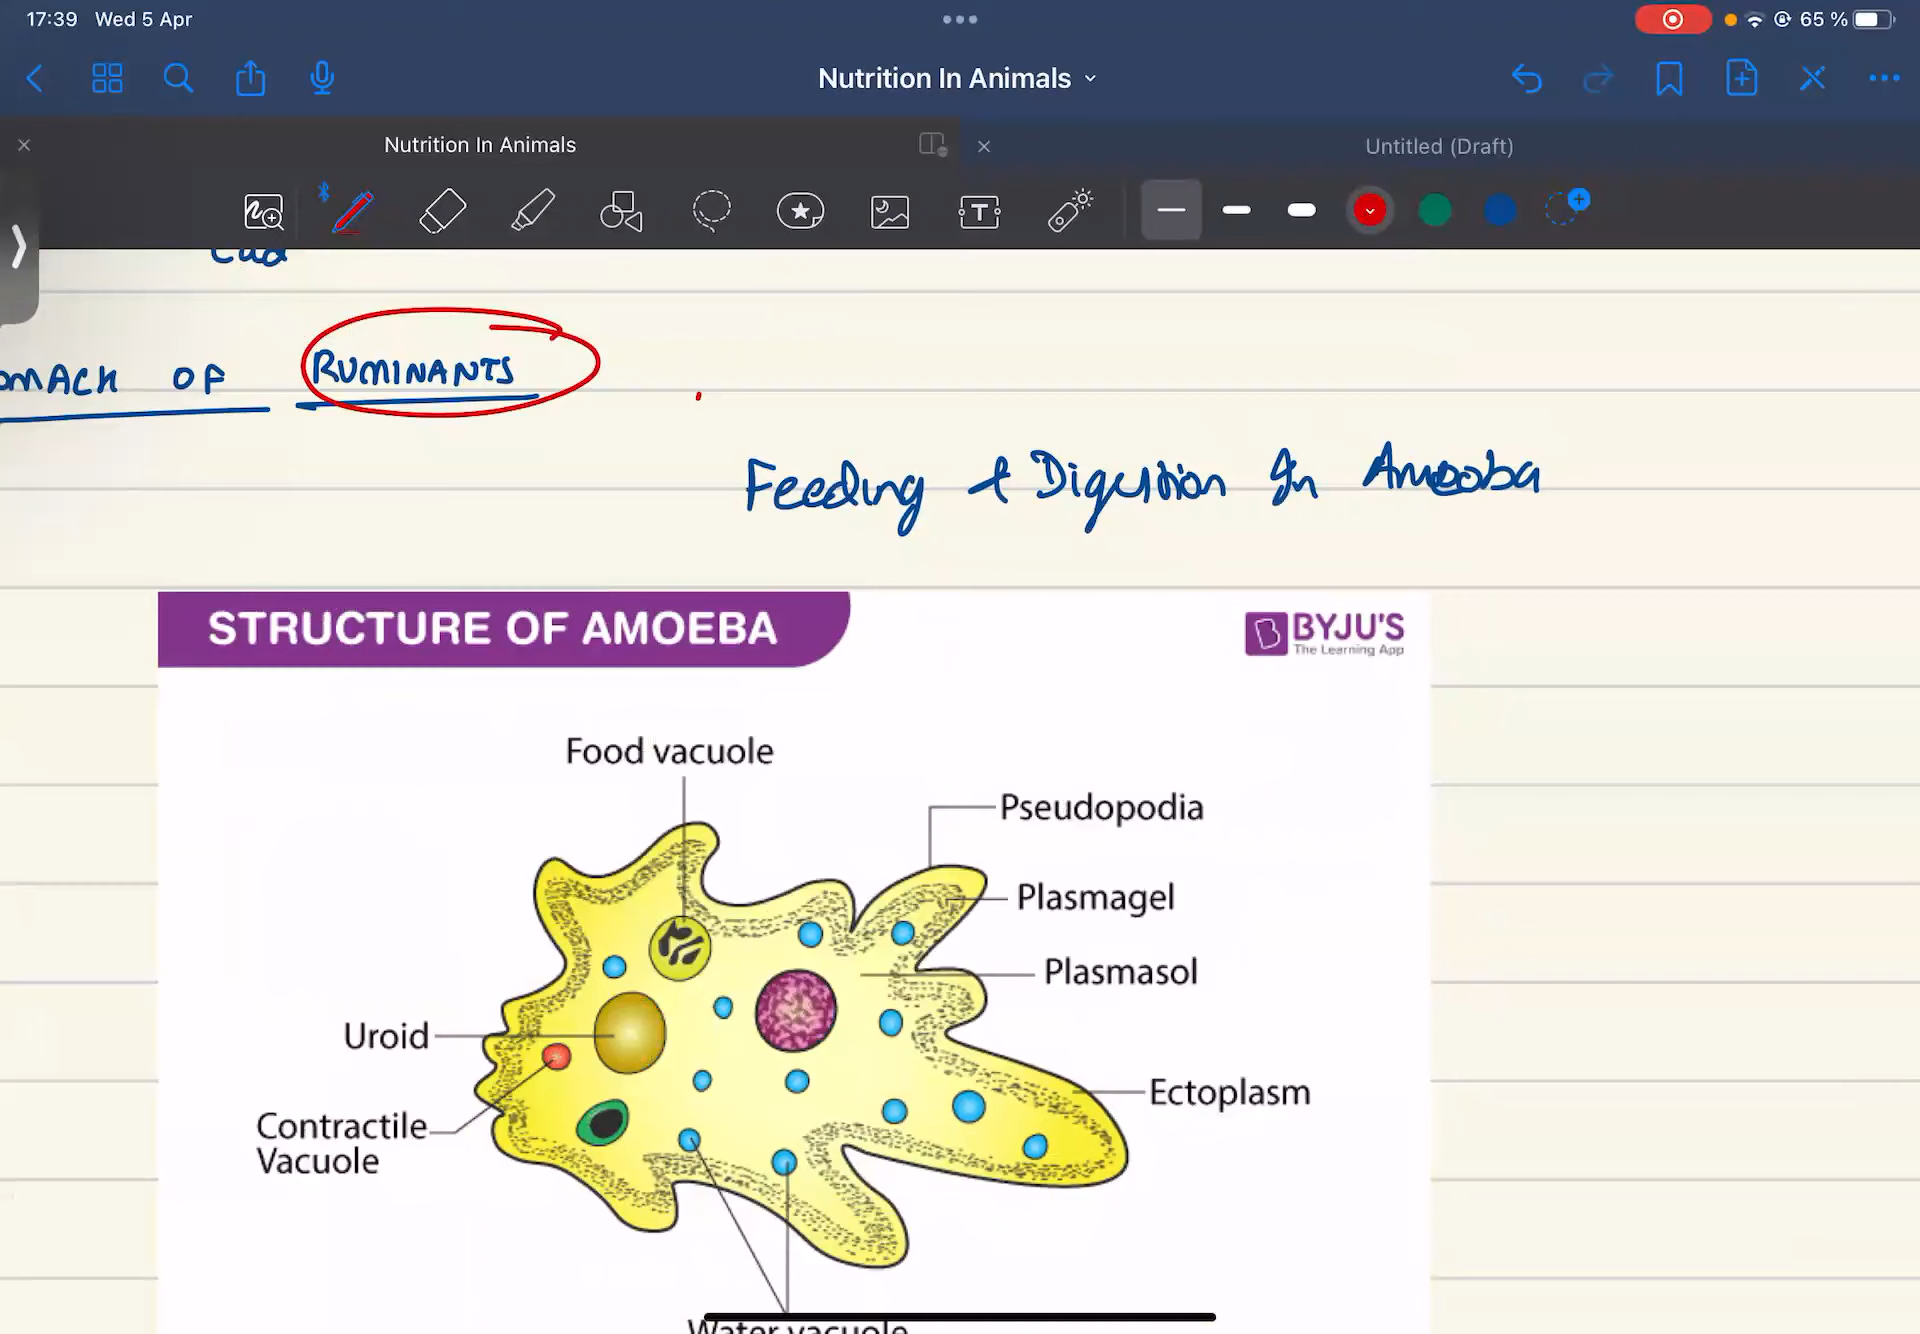 17:39 Wed 5 Apr
65 %
Nutrition In Animals
Nutrition In Animals
Untitled (Draft)
T
Cud
OMACH OF RUMINANTS
Feeding & Digestion In Amoeba
STRUCTURE OF AMOEBA
BYJU'S
The Learning App
Food vacuole
Pseudopodia
Plasmagel
Plasmasol
Uroid
Ectoplasm
Contractile
Vacuole
Water vacuole